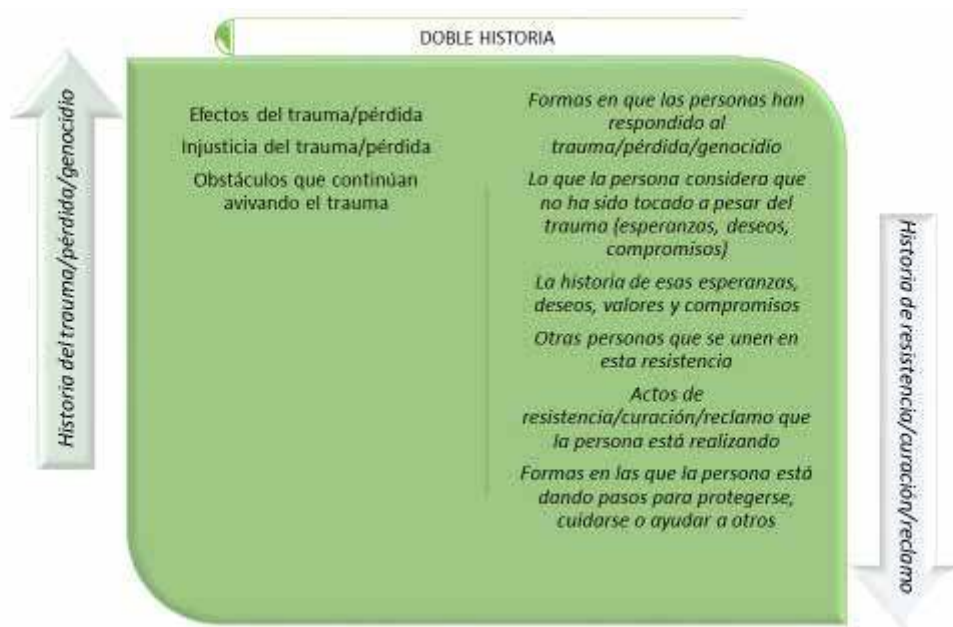 DOBLE HISTORIA
Historia del trauma/pérdida/genocidio
Efectos del trauma/pérdida
Injusticia del trauma/pérdida
Obstáculos que continúan
avivando el trauma
Formas en que las personas han
respondido al
trauma/pérdida/genocidio
Lo que la persona considera que
no ha sido tocado a pesar del
trauma (esperanzas, deseos,
compromisos)
La historia de esas esperanzas,
deseos, valores y compromisos
Otras personas que se unen en
esta resistencia
Actos de
resistencia/curación/reclamo que
la persona está realizando
Formas en las que la persona está
dando pasos para protegerse,
cuidarse o ayudar a otros
Historia de resistencia/curación/reclamo